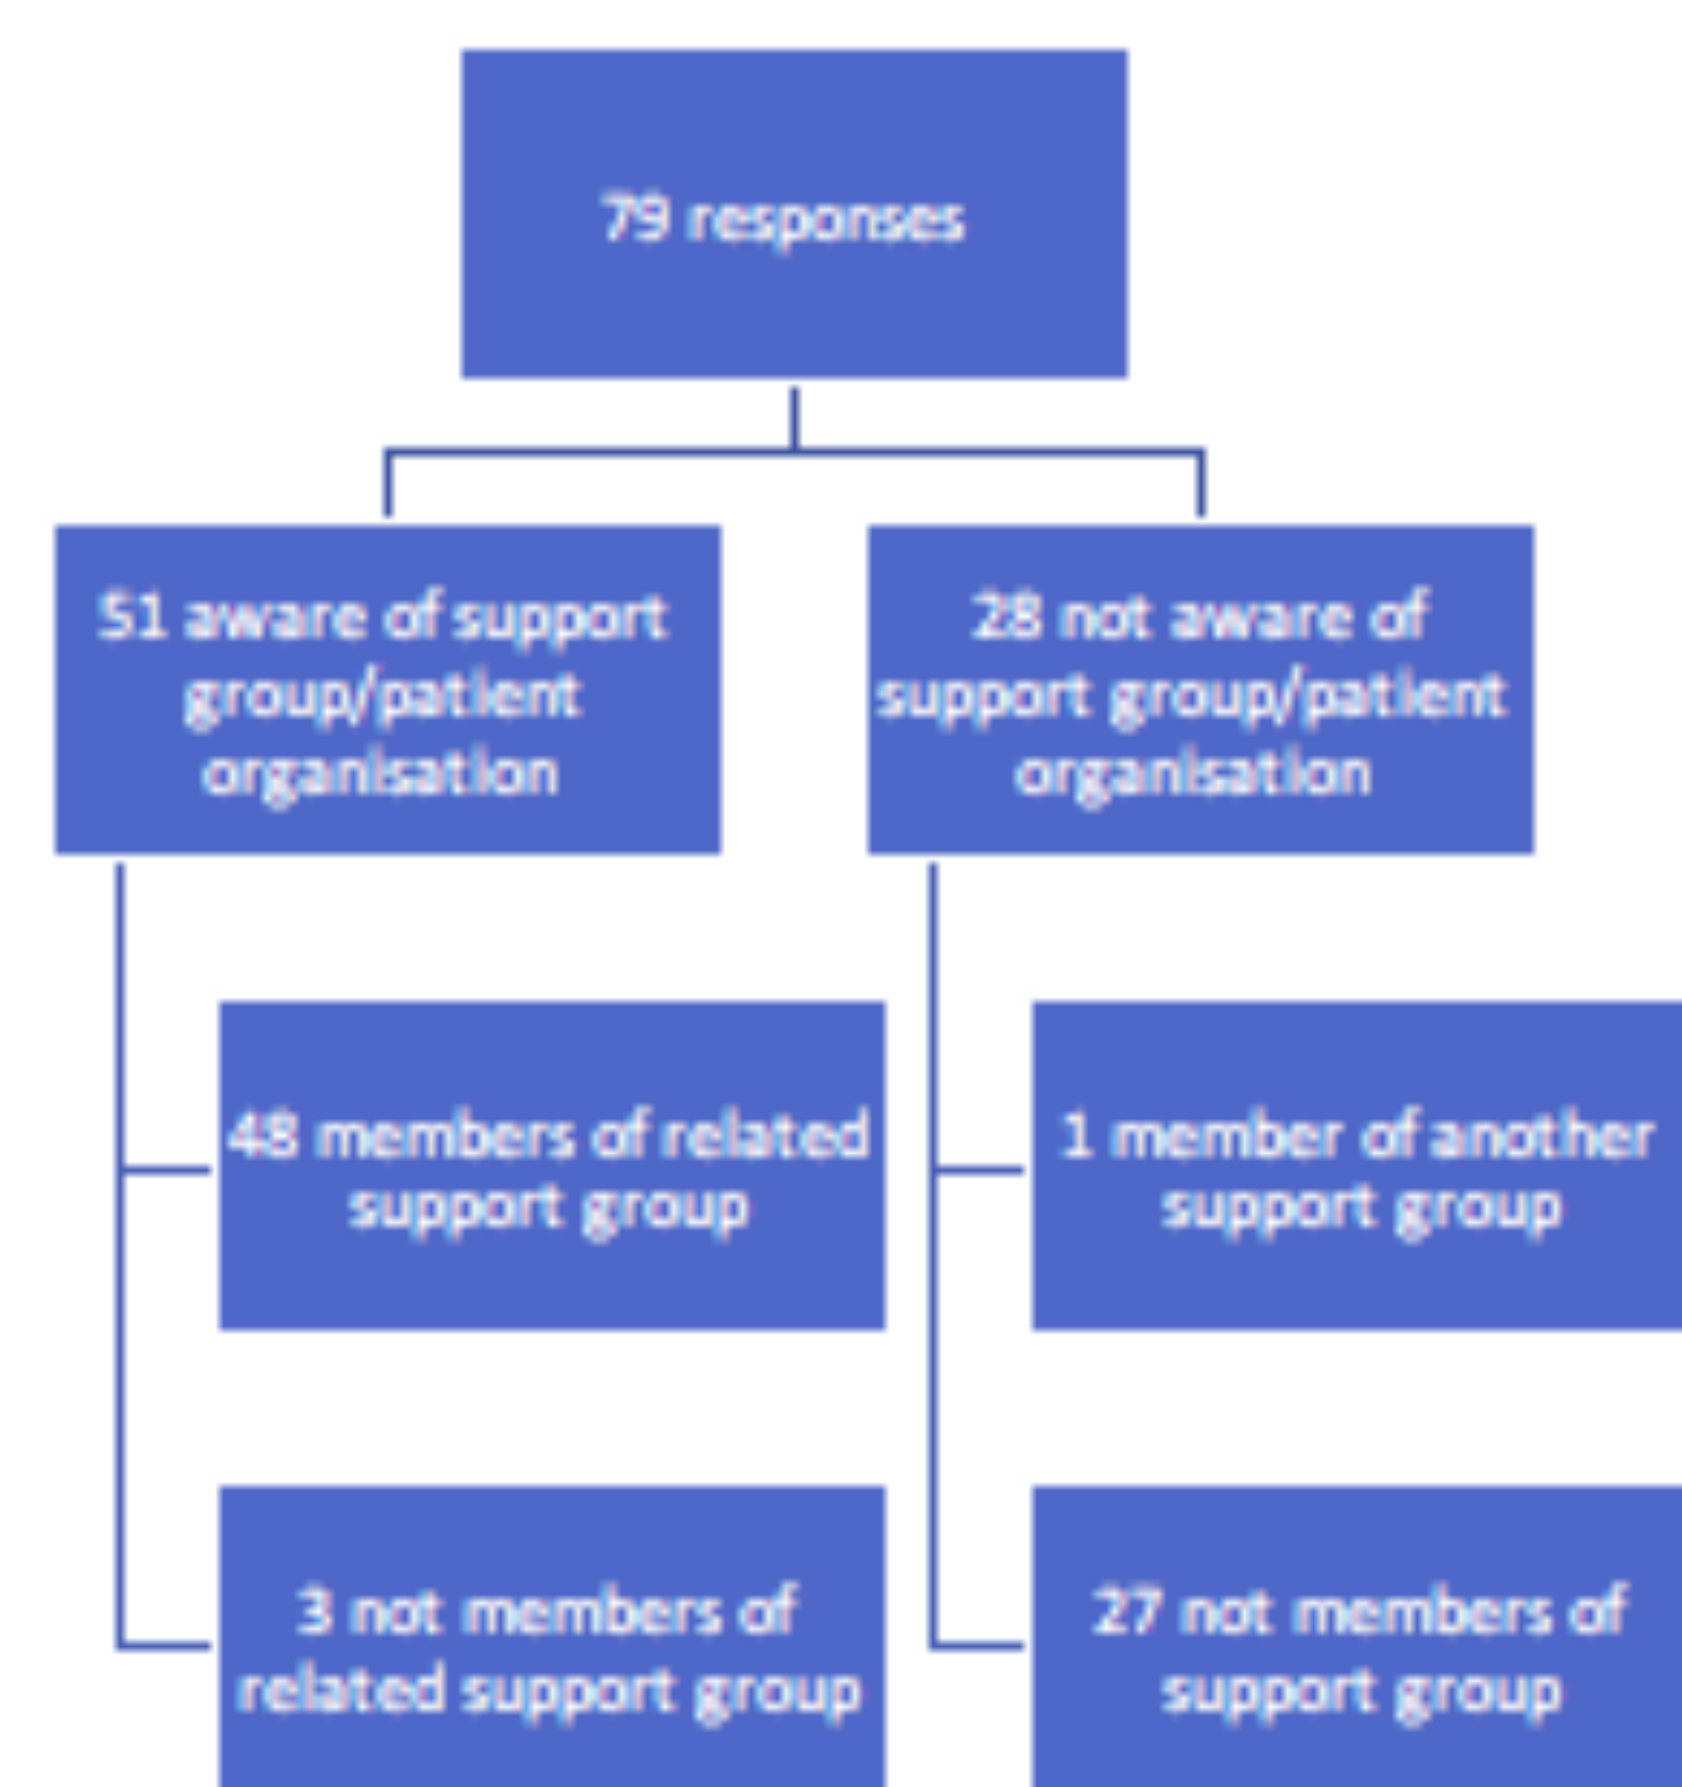 79 responses
51 aware of support
group/patient
organisation
28 not aware of
support group/patient
organisation
48 members of related
support group
1 member of another
support group
3 not members of
related support group
27 not members of
support group